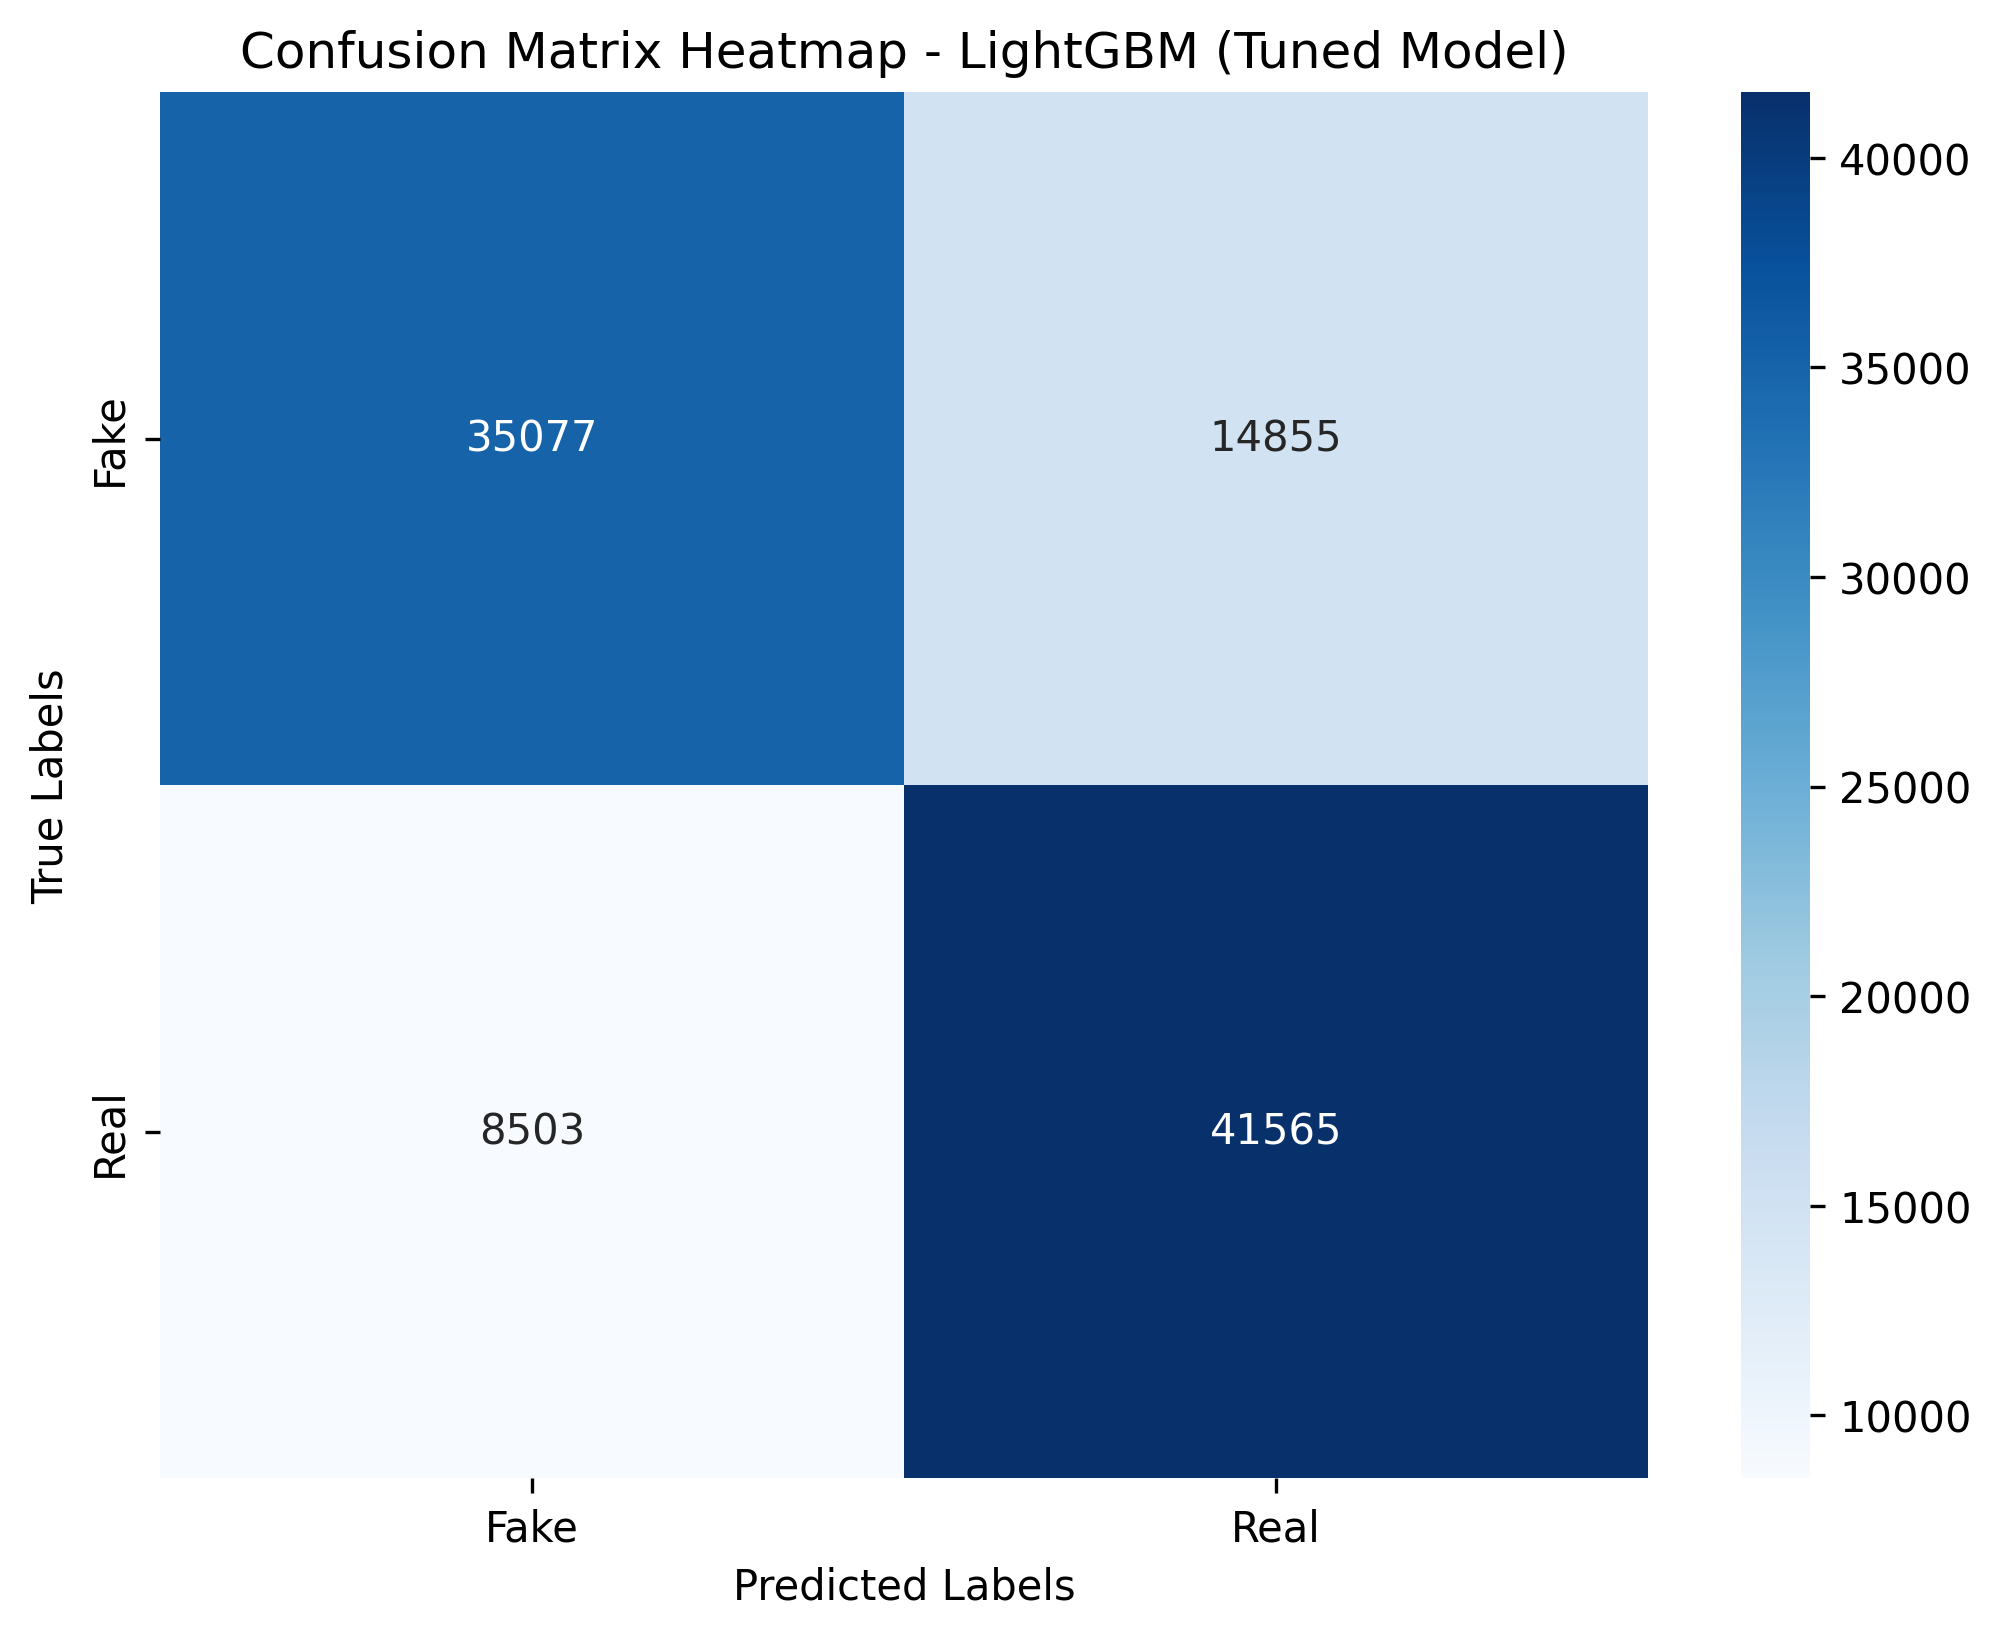 Confusion Matrix Heatmap - LightGBM (Tuned Model)
True Labels
Fake
35077
14855
Real
8503
41565
Fake
Real
Predicted Labels
40000
35000
30000
25000
20000
15000
10000